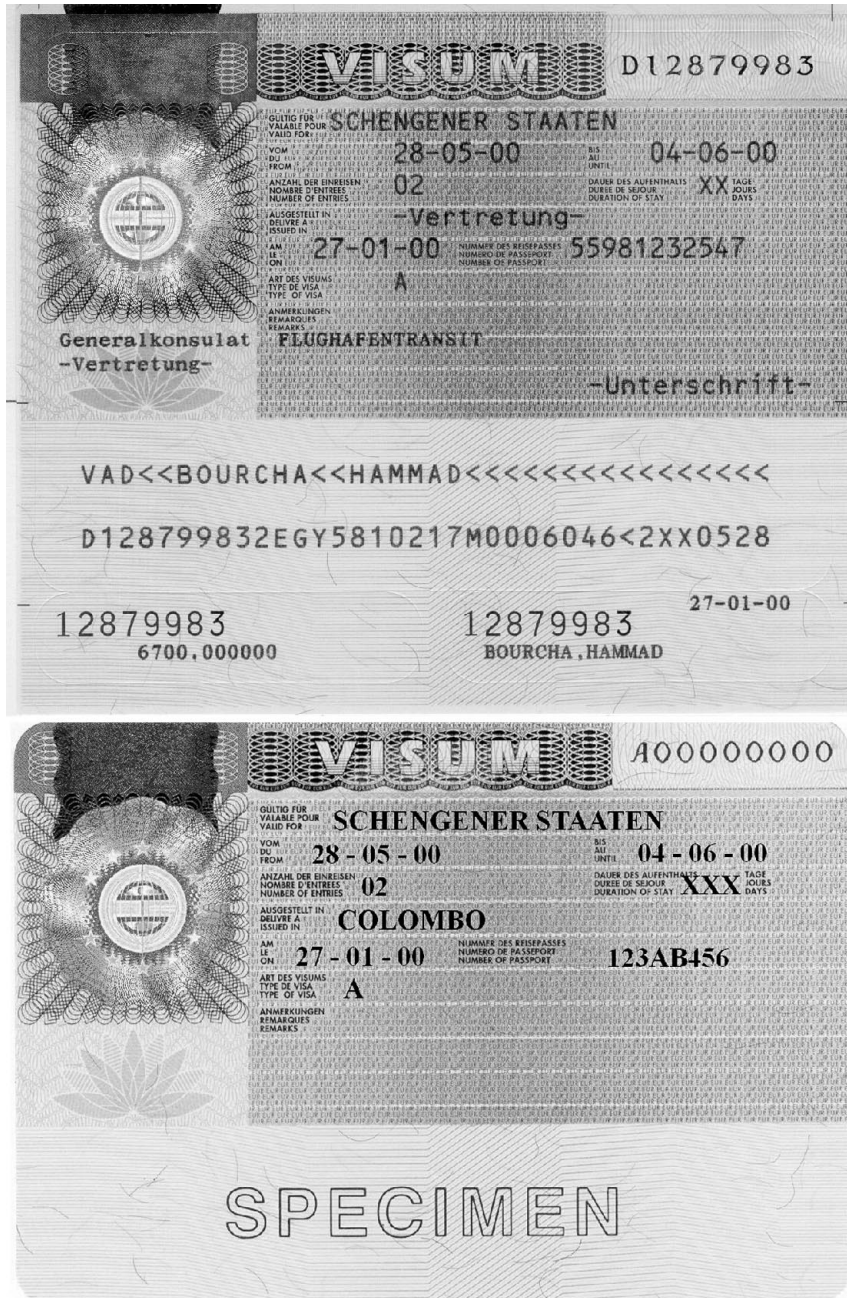 VISUM D12879983
GÜLTIG FÜR
VALABLE POUR SCHENGENER STAATEN
VALID FOR
VOM BIS
DU 28-05-00 AU 04-06-00
FROM UNTIL
ANZAHL DER EINREISEN DAUER DES AUFENTHALTS TAGE
NOMBRE D'ENTREES 02 DUREE DE SEJOUR XX JOURS
NUMBER OF ENTRIES DURATION OF STAY DAYS
AUSGESTELLT IN
DELIVRE A -Vertretung-
ISSUED IN
AM NUMMER DES REISEPASSES
LE 27-01-00 NUMERO DE PASSEPORT 55981232547
ON NUMBER OF PASSPORT
ART DES VISUMS
TYPE DE VISA A
TYPE OF VISA
ANMERKUNGEN
REMARQUES
REMARKS
Generalkonsulat FLUGHAFENTRANSIT
-Vertretung-
-Unterschrift-
VAD<<BOURCHA<<HAMMAD<<<<<<<<<<<<<<<<
D128799832EGY5810217M0006046<2XX0528
27-01-00
12879983 12879983
6700,000000 BOURCHA,HAMMAD
VISUM A00000000
GÜLTIG FÜR
VALABLE POUR SCHENGENER STAATEN
VALID FOR
VOM BIS
DU 28 - 05 - 00 AU 04 - 06 - 00
FROM UNTIL
ANZAHL DER EINREISEN DAUER DES AUFENTHALTS TAGE
NOMBRE D'ENTREES 02 DUREE DE SEJOUR XXX JOURS
NUMBER OF ENTRIES DURATION OF STAY DAYS
AUSGESTELLT IN
DELIVRE A COLOMBO
ISSUED IN
AM NUMMER DES REISEPASSES
LE 27 - 01 - 00 NUMERO DE PASSEPORT 123AB456
ON NUMBER OF PASSPORT
ART DES VISUMS
TYPE DE VISA A
TYPE OF VISA
ANMERKUNGEN
REMARQUES
REMARKS
SPECIMEN